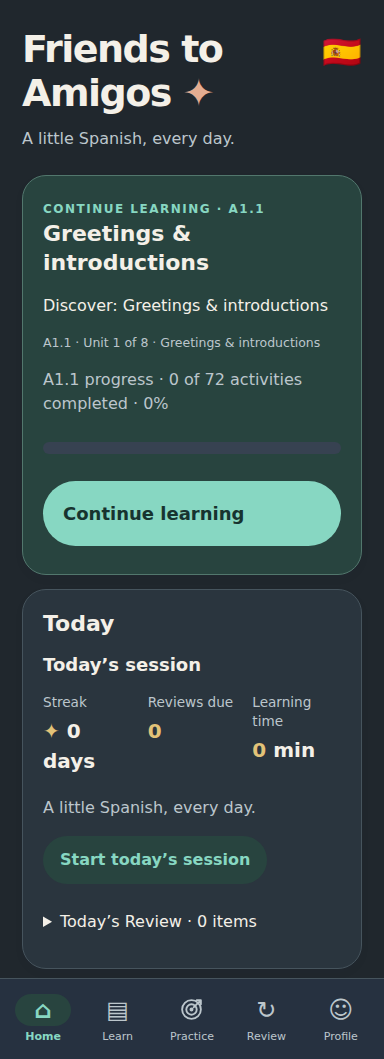 Friends to
Amigos ✦
A little Spanish, every day.
CONTINUE LEARNING · A1.1
Greetings &
introductions
Discover: Greetings & introductions
A1.1 · Unit 1 of 8 · Greetings & introductions
A1.1 progress · 0 of 72 activities
completed · 0%
Continue learning
Today
Today’s session
Streak
✦ 0
days
Reviews due
0
Learning
time
0 min
A little Spanish, every day.
Start today’s session
▶ Today’s Review · 0 items
Home
Learn
Practice
Review
Profile